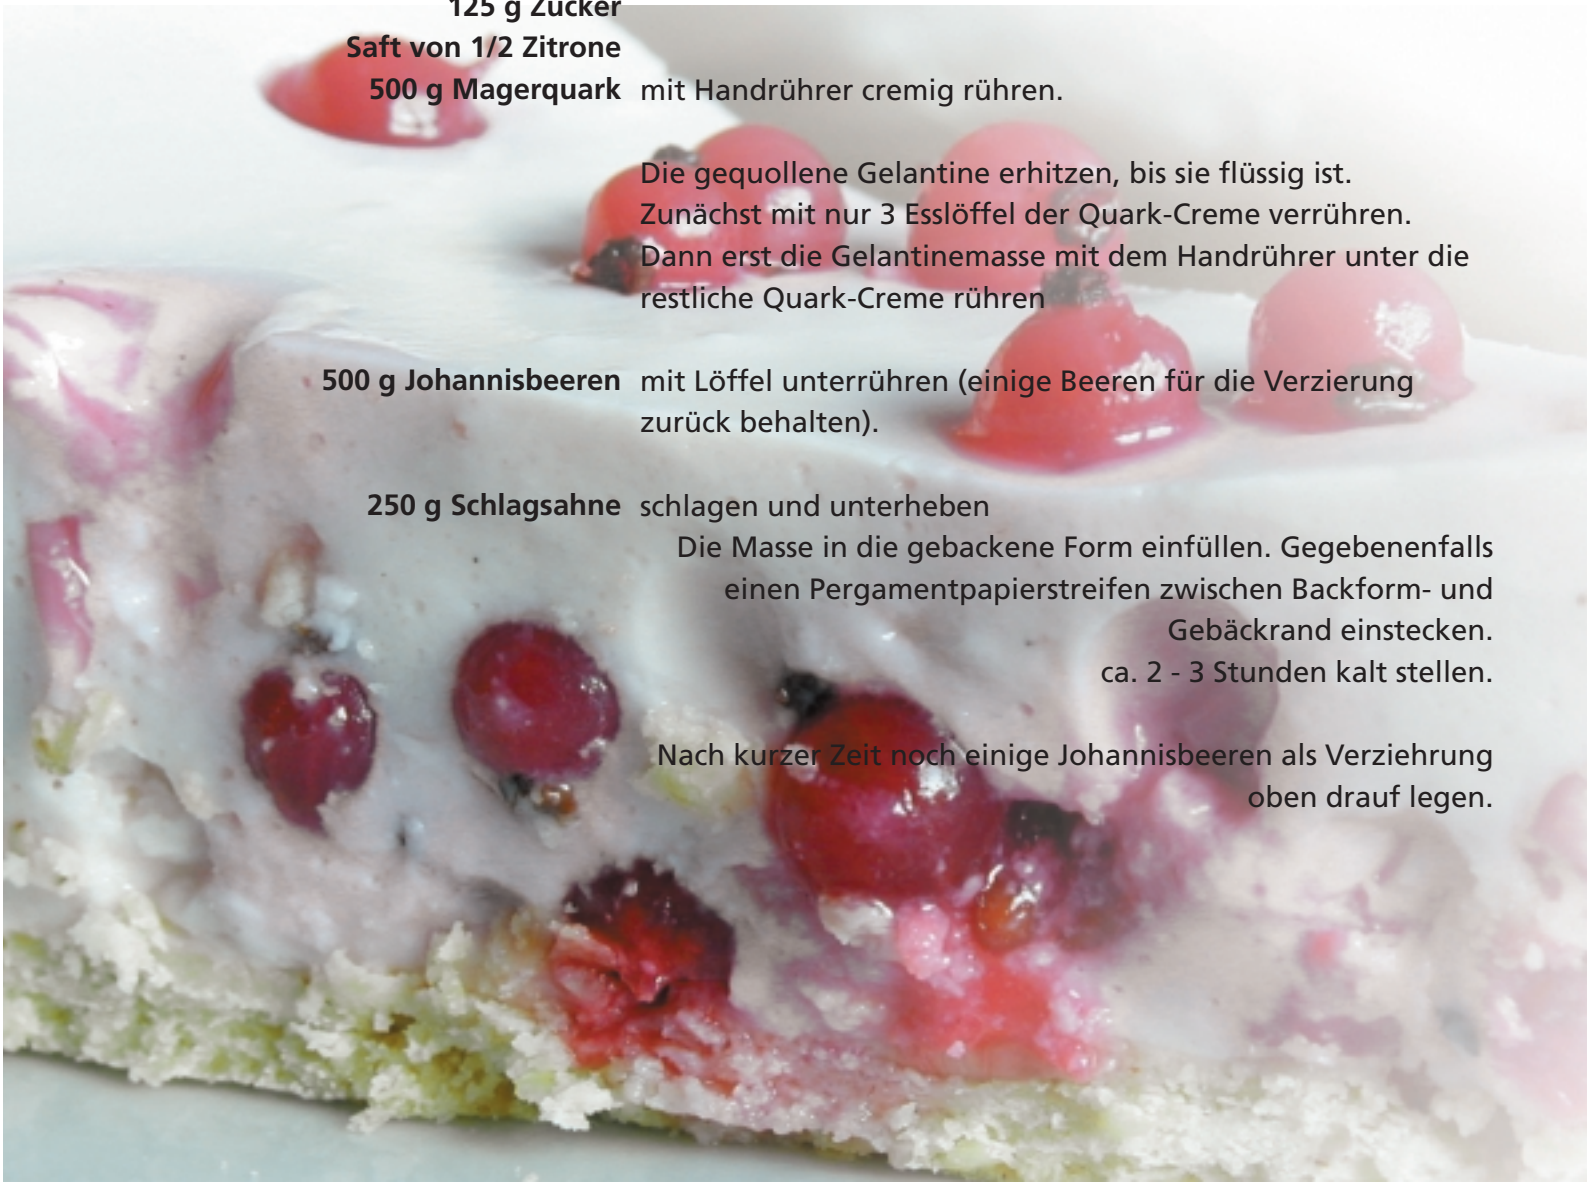 125 g Zucker
Saft von 1/2 Zitrone
500 g Magerquark mit Handrührer cremig rühren.
Die gequollene Gelantine erhitzen, bis sie flüssig ist.
Zunächst mit nur 3 Esslöffel der Quark-Creme verrühren.
Dann erst die Gelantinemasse mit dem Handrührer unter die
restliche Quark-Creme rühren
500 g Johannisbeeren mit Löffel unterrühren (einige Beeren für die Verzierung
zurück behalten).
250 g Schlagsahne schlagen und unterheben
Die Masse in die gebackene Form einfüllen. Gegebenenfalls
einen Pergamentpapierstreifen zwischen Backform- und
Gebäckrand einstecken.
ca. 2 - 3 Stunden kalt stellen.
Nach kurzer Zeit noch einige Johannisbeeren als Verziehrung
oben drauf legen.